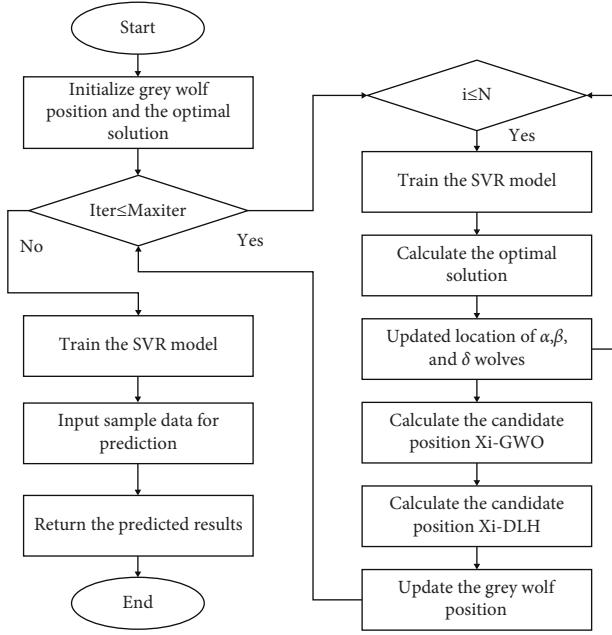 Start
Initialize grey wolf
position and the optimal
solution
Iter≤Maxiter
No
Yes
Train the SVR model
Input sample data for
prediction
Return the predicted results
End
i≤N
Yes
Train the SVR model
Calculate the optimal
solution
Updated location of α,β,
and δ wolves
Calculate the candidate
position Xi-GWO
Calculate the candidate
position Xi-DLH
Update the grey wolf
position